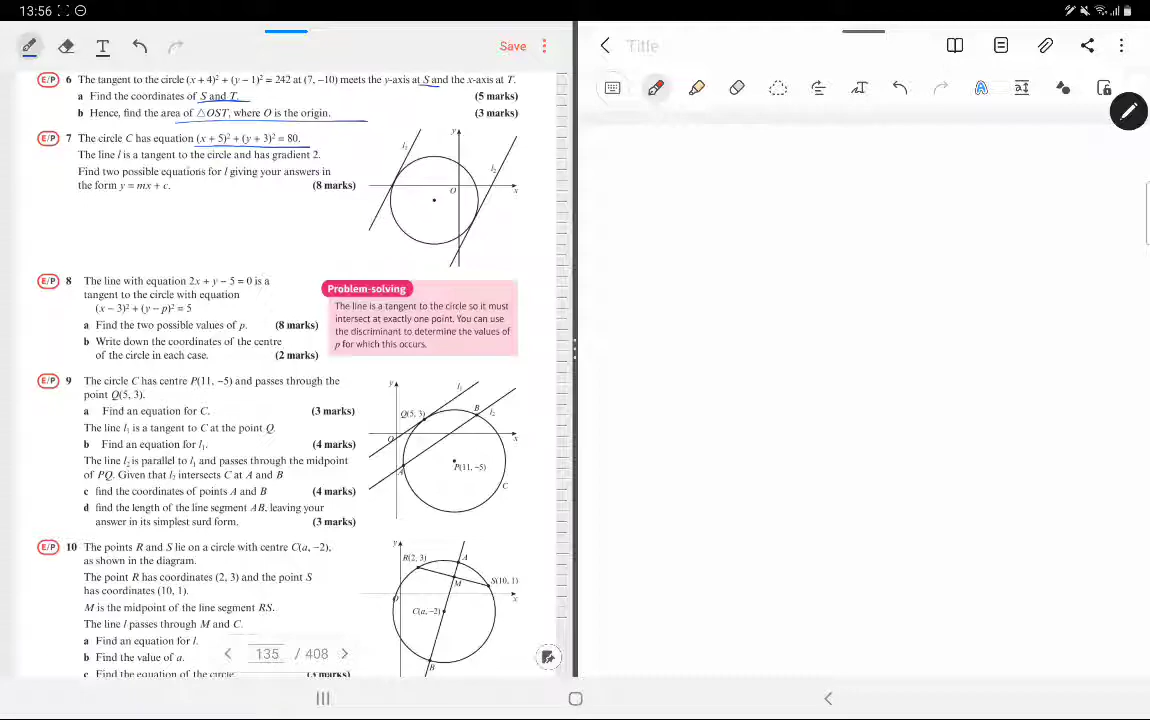 13:56
Save
Title
E/P 6 The tangent to the circle (x + 4)² + (y − 1)² = 242 at (7, −10) meets the y-axis at S and the x-axis at T.
a Find the coordinates of S and T. (5 marks)
b Hence, find the area of △OST, where O is the origin. (3 marks)
E/P 7 The circle C has equation (x + 5)² + (y + 3)² = 80.
The line l is a tangent to the circle and has gradient 2.
Find two possible equations for l giving your answers in
the form y = mx + c. (8 marks)
y
l₂
l₂
O
x
E/P 8 The line with equation 2x + y − 5 = 0 is a
tangent to the circle with equation
(x − 3)² + (y − p)² = 5
a Find the two possible values of p. (8 marks)
b Write down the coordinates of the centre
of the circle in each case. (2 marks)
Problem-solving
The line is a tangent to the circle so it must
intersect at exactly one point. You can use
the discriminant to determine the values of
p for which this occurs.
E/P 9 The circle C has centre P(11, −5) and passes through the
point Q(5, 3).
a Find an equation for C. (3 marks)
The line l₁ is a tangent to C at the point Q.
b Find an equation for l₁. (4 marks)
The line l₂ is parallel to l₁ and passes through the midpoint
of PQ. Given that l₂ intersects C at A and B
c find the coordinates of points A and B (4 marks)
d find the length of the line segment AB, leaving your
answer in its simplest surd form. (3 marks)
y
l₁
Q(5, 3)
B
l₂
O
x
A
P(11, −5)
C
E/P 10 The points R and S lie on a circle with centre C(a, −2),
as shown in the diagram.
The point R has coordinates (2, 3) and the point S
has coordinates (10, 1).
M is the midpoint of the line segment RS.
The line l passes through M and C.
a Find an equation for l.
b Find the value of a.
c Find the equation of the circle (3 marks)
y
R(2, 3)
A
M
S(10, 1)
O
x
C(a, −2)
B
135 / 408